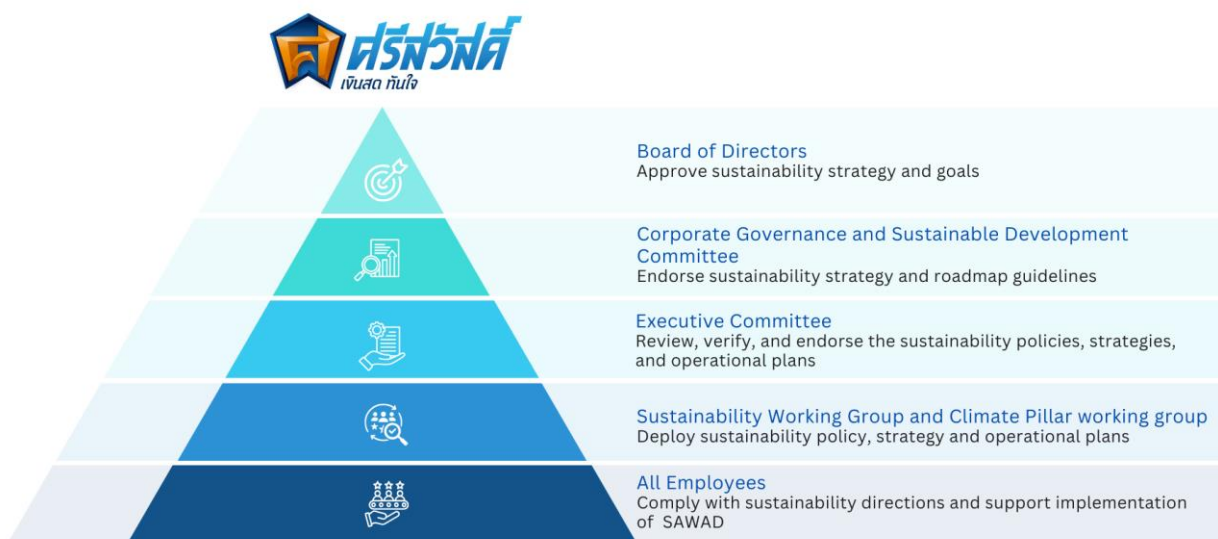 ศรีสวัสดิ์
เงินสด ทันใจ
Board of Directors
Approve sustainability strategy and goals
Corporate Governance and Sustainable Development
Committee
Endorse sustainability strategy and roadmap guidelines
Executive Committee
Review, verify, and endorse the sustainability policies, strategies,
and operational plans
Sustainability Working Group and Climate Pillar working group
Deploy sustainability policy, strategy and operational plans
All Employees
Comply with sustainability directions and support implementation
of SAWAD